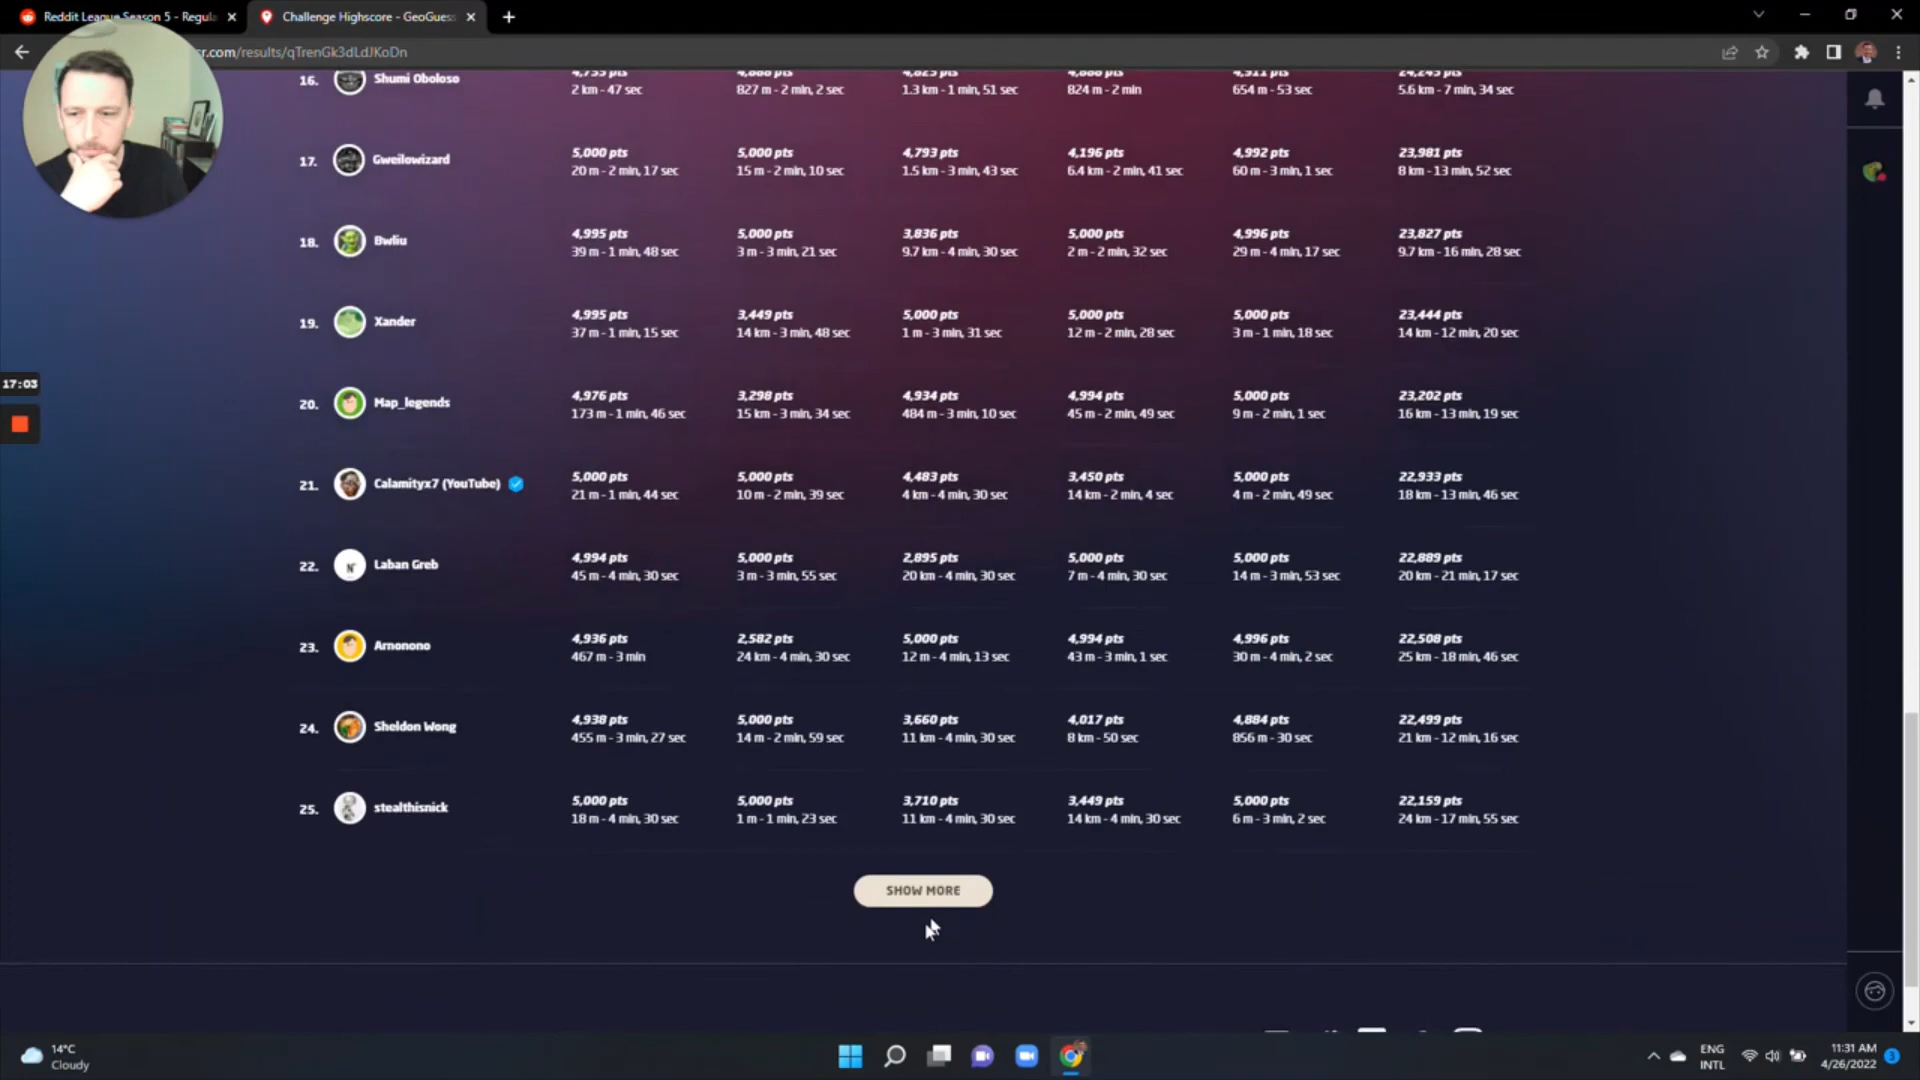 Reddit League Season 5 - Regula
Challenge Highscore - GeoGuess
sr.com/results/qTrenGk3dLdJKoDn
16. Shumi Oboloso 4,755 pts 4,888 pts 4,823 pts 4,888 pts 4,911 pts 24,245 pts
2 km - 47 sec 827 m - 2 min, 2 sec 1.3 km - 1 min, 51 sec 824 m - 2 min 654 m - 53 sec 5.6 km - 7 min, 34 sec
17. Gweilowizard 5,000 pts 5,000 pts 4,793 pts 4,196 pts 4,992 pts 23,981 pts
20 m - 2 min, 17 sec 15 m - 2 min, 10 sec 1.5 km - 3 min, 43 sec 6.4 km - 2 min, 41 sec 60 m - 3 min, 1 sec 8 km - 13 min, 52 sec
18. Bwliu 4,995 pts 5,000 pts 3,836 pts 5,000 pts 4,996 pts 23,827 pts
39 m - 1 min, 48 sec 3 m - 3 min, 21 sec 9.7 km - 4 min, 30 sec 2 m - 2 min, 32 sec 29 m - 4 min, 17 sec 9.7 km - 16 min, 28 sec
19. Xander 4,995 pts 3,449 pts 5,000 pts 5,000 pts 5,000 pts 23,444 pts
37 m - 1 min, 15 sec 14 km - 3 min, 48 sec 1 m - 3 min, 31 sec 12 m - 2 min, 28 sec 3 m - 1 min, 18 sec 14 km - 12 min, 20 sec
17:03
20. Map_legends 4,976 pts 3,298 pts 4,934 pts 4,994 pts 5,000 pts 23,202 pts
173 m - 1 min, 46 sec 15 km - 3 min, 34 sec 484 m - 3 min, 10 sec 45 m - 2 min, 49 sec 9 m - 2 min, 1 sec 16 km - 13 min, 19 sec
21. Calamityx7 (YouTube) 5,000 pts 5,000 pts 4,483 pts 3,450 pts 5,000 pts 22,933 pts
21 m - 1 min, 44 sec 10 m - 2 min, 39 sec 4 km - 4 min, 30 sec 14 km - 2 min, 4 sec 4 m - 2 min, 49 sec 18 km - 13 min, 46 sec
22. Laban Greb 4,994 pts 5,000 pts 2,895 pts 5,000 pts 5,000 pts 22,889 pts
45 m - 4 min, 30 sec 3 m - 3 min, 55 sec 20 km - 4 min, 30 sec 7 m - 4 min, 30 sec 14 m - 3 min, 53 sec 20 km - 21 min, 17 sec
23. Arnonono 4,936 pts 2,582 pts 5,000 pts 4,994 pts 4,996 pts 22,508 pts
467 m - 3 min 24 km - 4 min, 30 sec 12 m - 4 min, 13 sec 43 m - 3 min, 1 sec 30 m - 4 min, 2 sec 25 km - 18 min, 46 sec
24. Sheldon Wong 4,938 pts 5,000 pts 3,660 pts 4,017 pts 4,884 pts 22,499 pts
455 m - 3 min, 27 sec 14 m - 2 min, 59 sec 11 km - 4 min, 30 sec 8 km - 50 sec 856 m - 30 sec 21 km - 12 min, 16 sec
25. stealthisnick 5,000 pts 5,000 pts 3,710 pts 3,449 pts 5,000 pts 22,159 pts
18 m - 4 min, 30 sec 1 m - 1 min, 23 sec 11 km - 4 min, 30 sec 14 km - 4 min, 30 sec 6 m - 3 min, 2 sec 24 km - 17 min, 55 sec
SHOW MORE
14°C
Cloudy
ENG
INTL
11:31 AM
4/26/2022
3